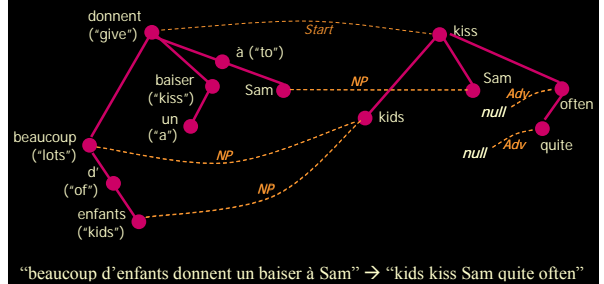 donnent
(“give”)
Start
kiss
à (“to”)
baiser
(“kiss”)
Sam
NP
Sam
Adv
null
often
un
(“a”)
kids
null
Adv
quite
beaucoup
(“lots”)
NP
d’
(“of”)
NP
enfants
(“kids”)
“beaucoup d’enfants donnent un baiser à Sam” → “kids kiss Sam quite often”